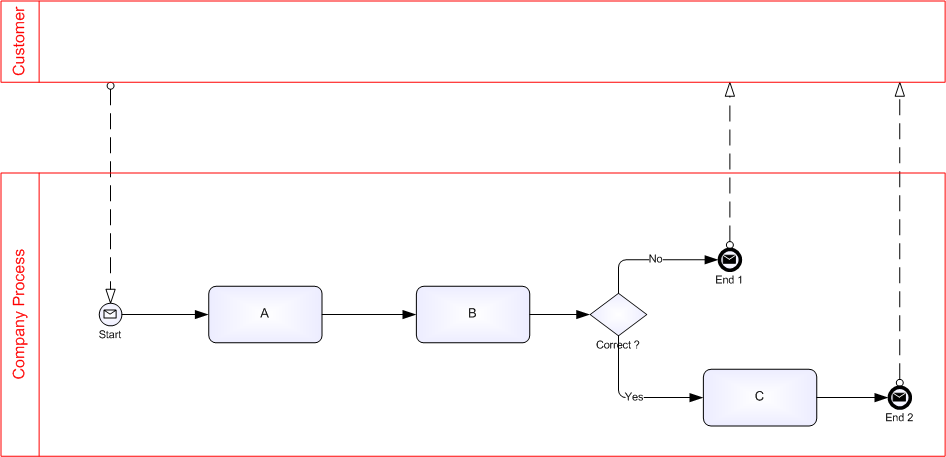 Customer
Company Process
Start
A
B
Correct ?
No
End 1
Yes
C
End 2